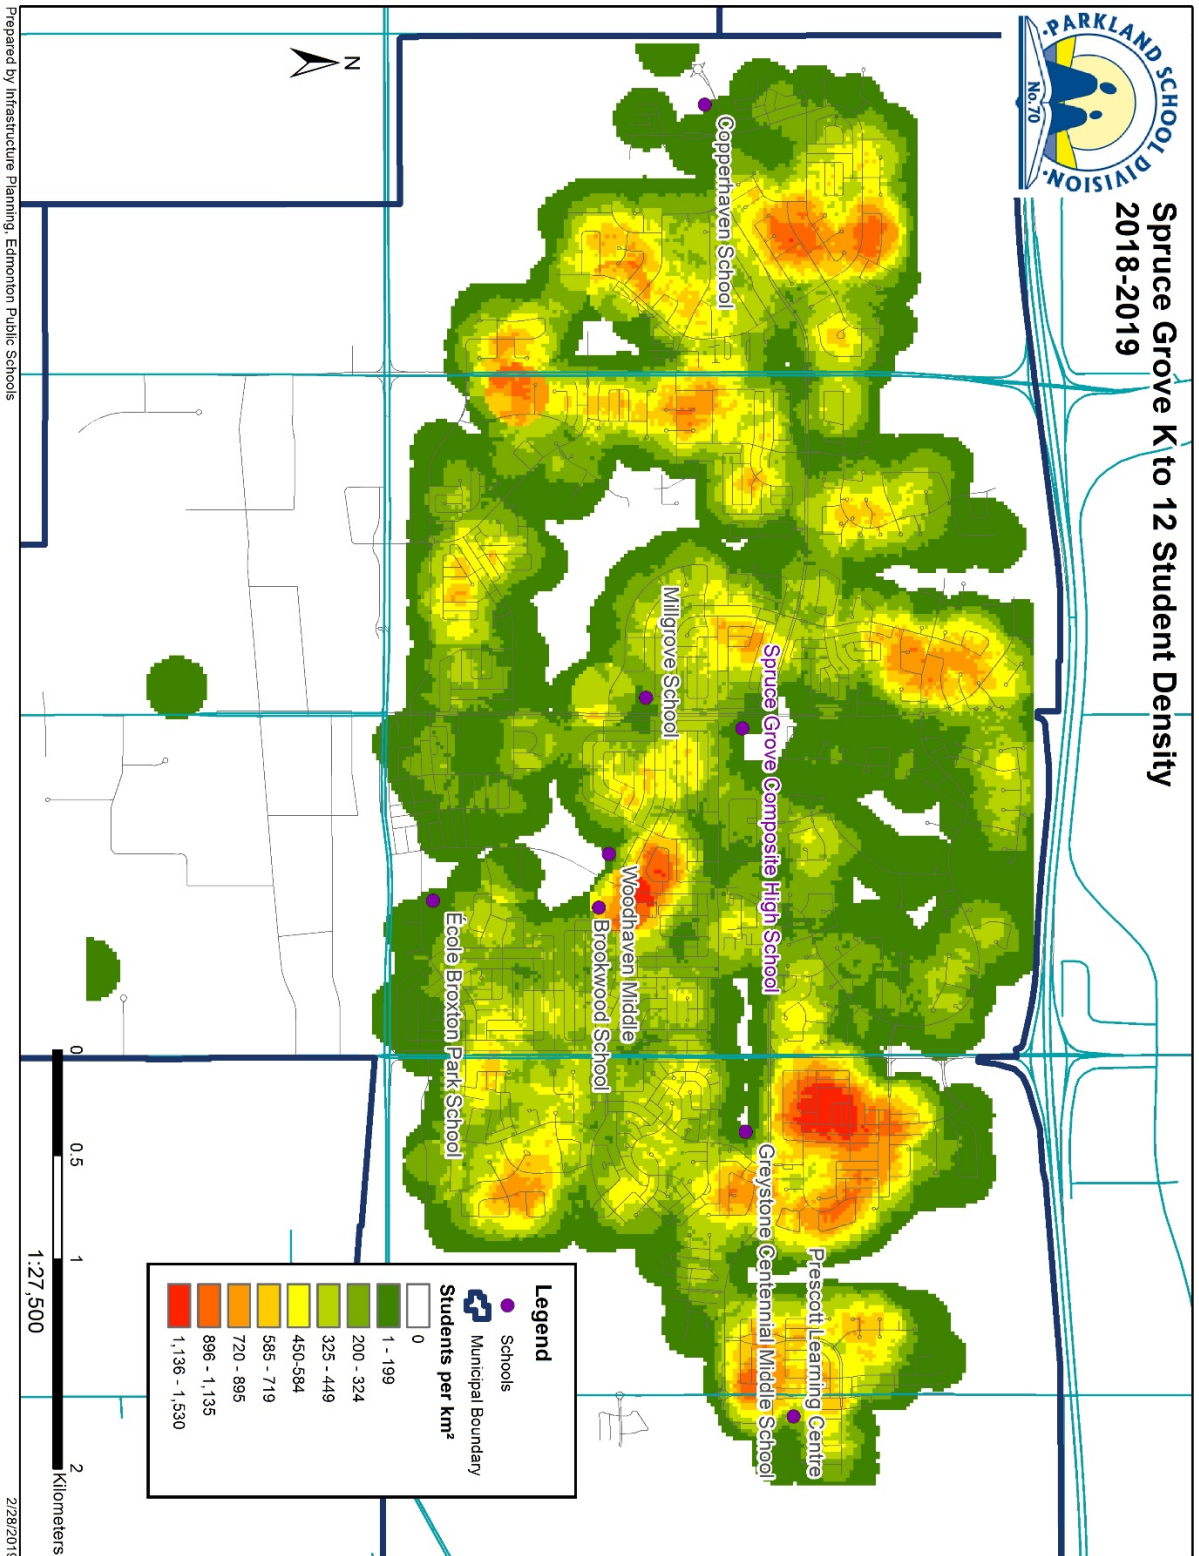 PARKLAND SCHOOL DIVISION
No.70
Spruce Grove K to 12 Student Density
2018-2019
N
Copperhaven School
Millgrove School
Spruce Grove Composite High School
Woodhaven Middle
Brookwood School
École Broxton Park School
Greystone Centennial Middle School
Prescott Learning Centre
Legend
Schools
Municipal Boundary
Students per km²
0
1 - 199
200 - 324
325 - 449
450-584
585 - 719
720 - 895
896 - 1,135
1,136 - 1,530
0 0.5 1 2
Kilometers
1:27,500
Prepared by Infrastructure Planning, Edmonton Public Schools
2/28/2019